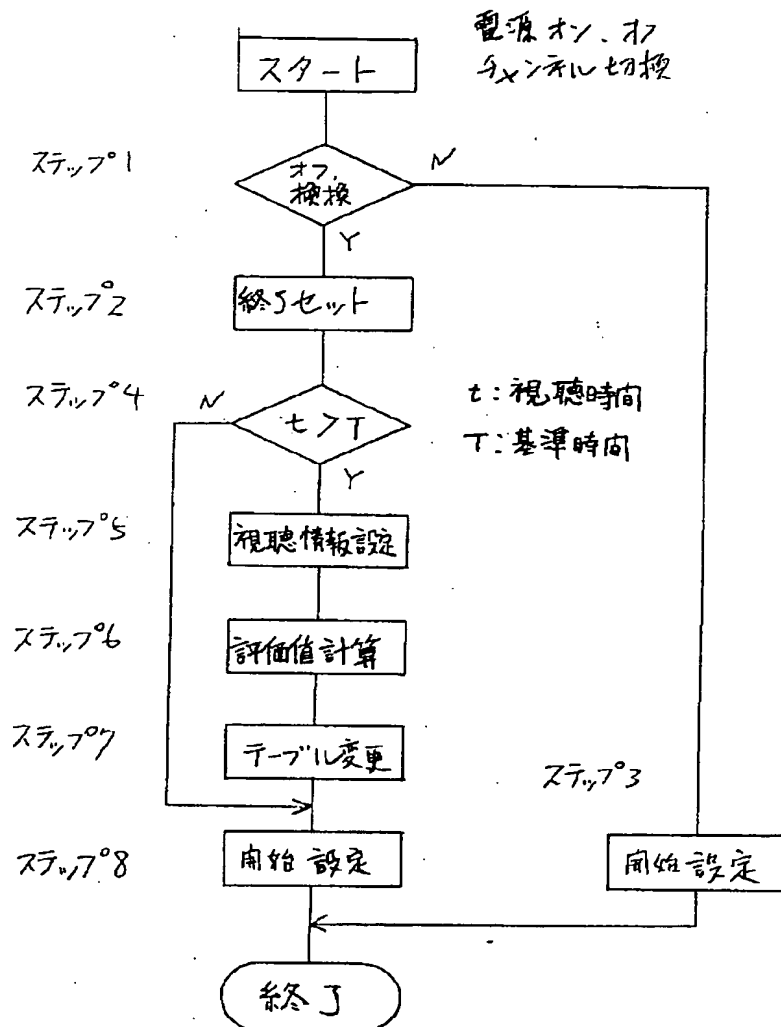 電源オン、オフ
チャンネル切換
スタート
ステップ1
オフ,
換換
N
Y
ステップ2
終了セット
ステップ4
N
t>T
Y
t:視聴時間
T:基準時間
ステップ5
視聴情報設定
ステップ6
評価値計算
ステップ7
テーブル変更
ステップ3
ステップ8
開始設定
開始設定
終了